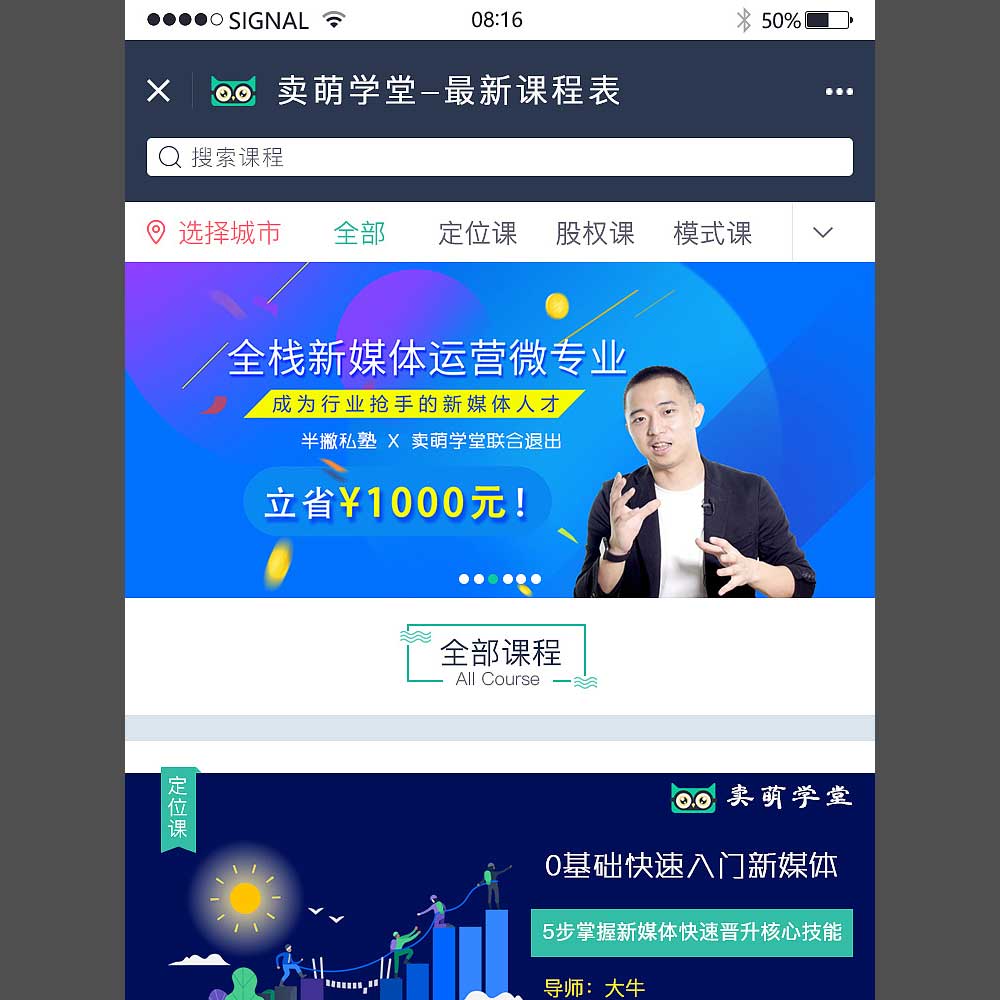 SIGNAL 08:16 50%
卖萌学堂-最新课程表
搜索课程
选择城市 全部 定位课 股权课 模式课
全栈新媒体运营微专业
成为行业抢手的新媒体人才
半撇私塾 X 卖萌学堂联合退出
立省¥1000元！
全部课程
All Course
定位课
卖萌学堂
0基础快速入门新媒体
5步掌握新媒体快速晋升核心技能
导师：大牛